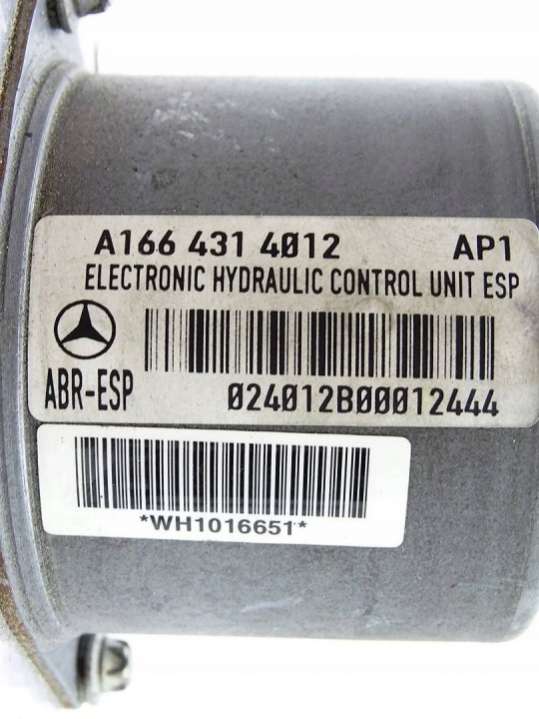 A166 431 4012 AP1
ELECTRONIC HYDRAULIC CONTROL UNIT ESP
ABR-ESP 024012B00012444
*WH1016651*